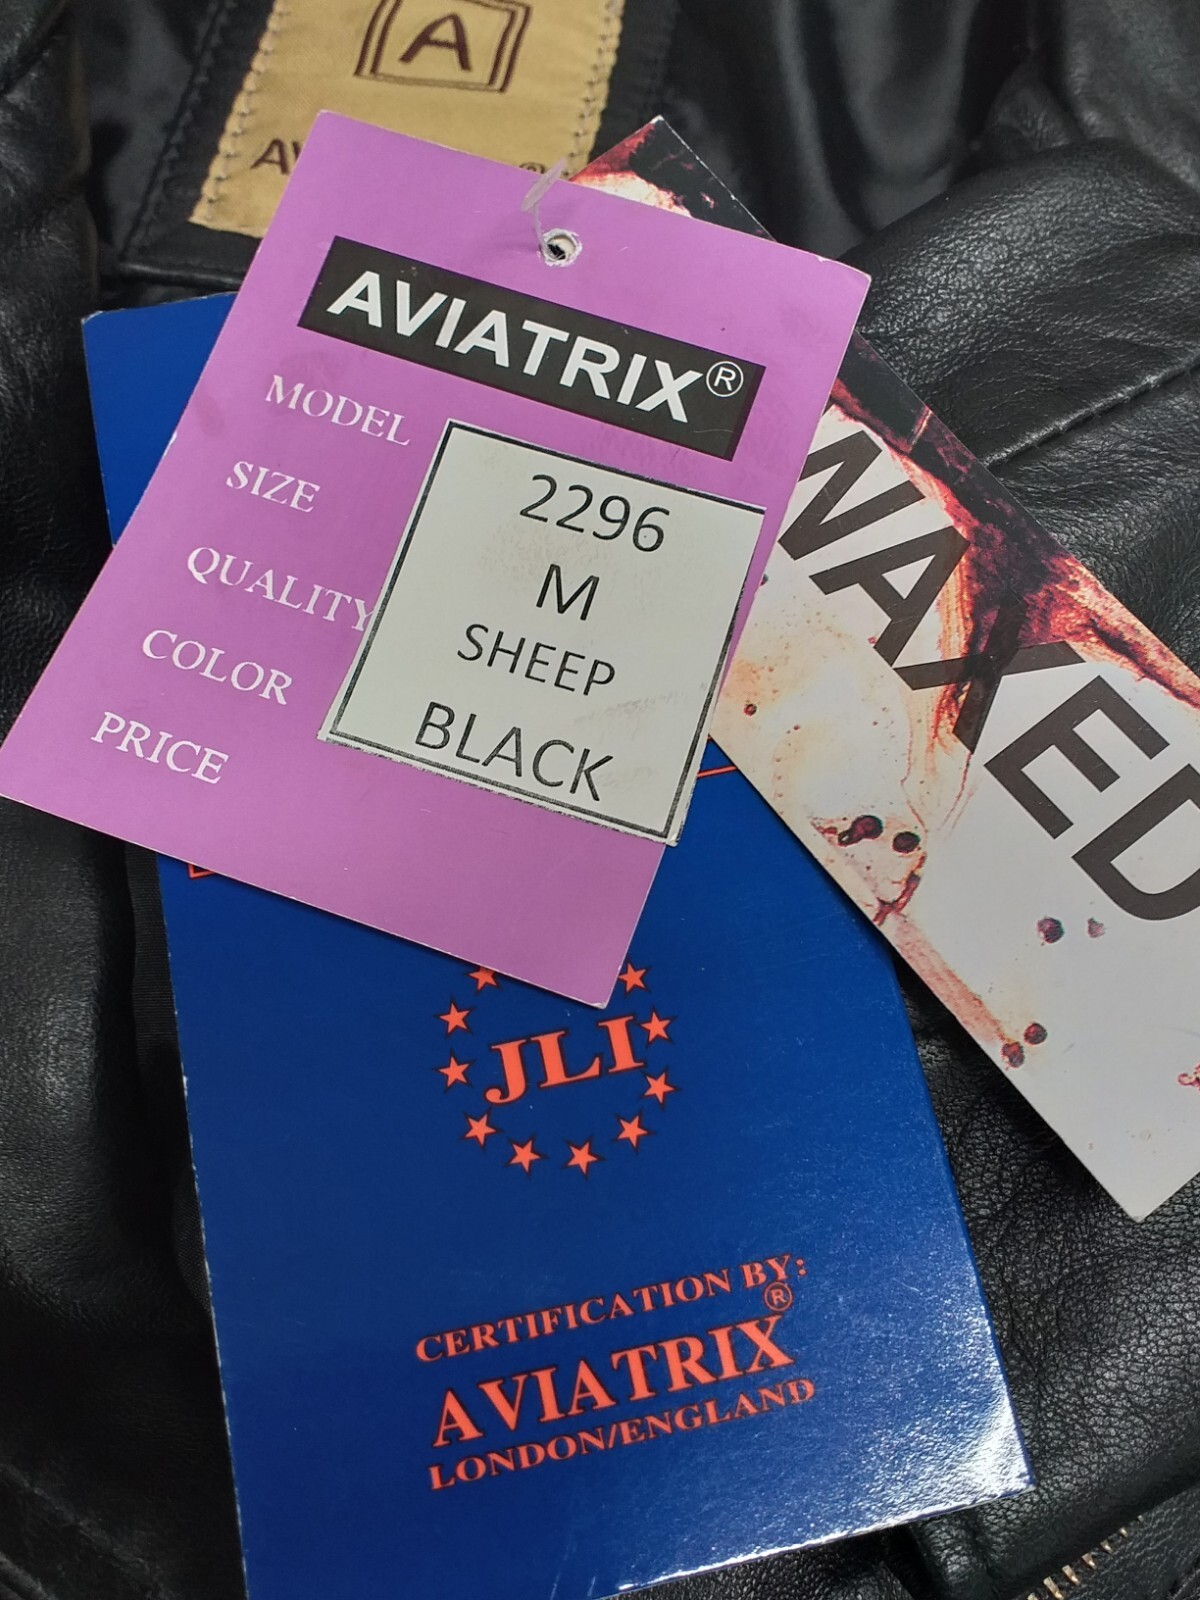 A
AVIATRIX®
MODEL
SIZE
QUALITY
COLOR
PRICE
2296
M
SHEEP
BLACK
WAXED
JLI
CERTIFICATION BY:
AVIATRIX®
LONDON/ENGLAND